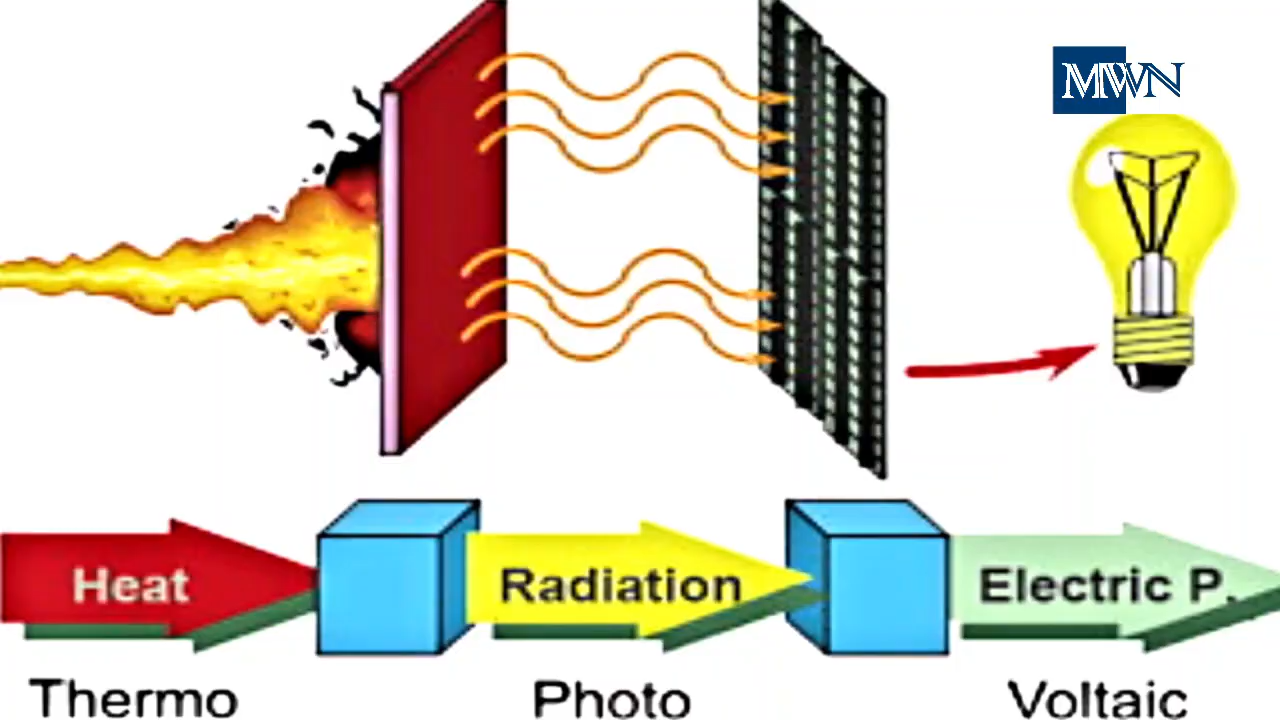 MWN
Heat
Radiation
Electric P.
Thermo
Photo
Voltaic